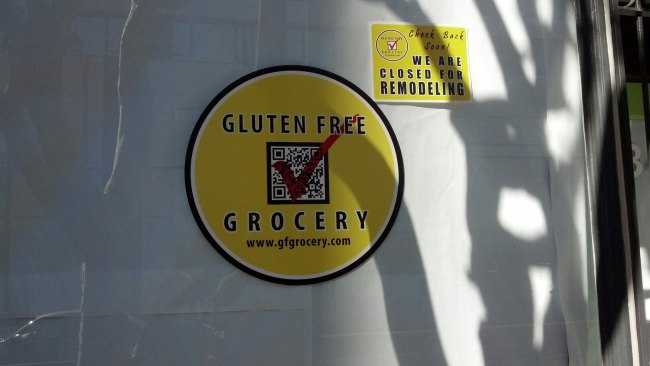 Check Back
Soon!
WE ARE
CLOSED FOR
REMODELING
GLUTEN FREE
GROCERY
www.gfgrocery.com